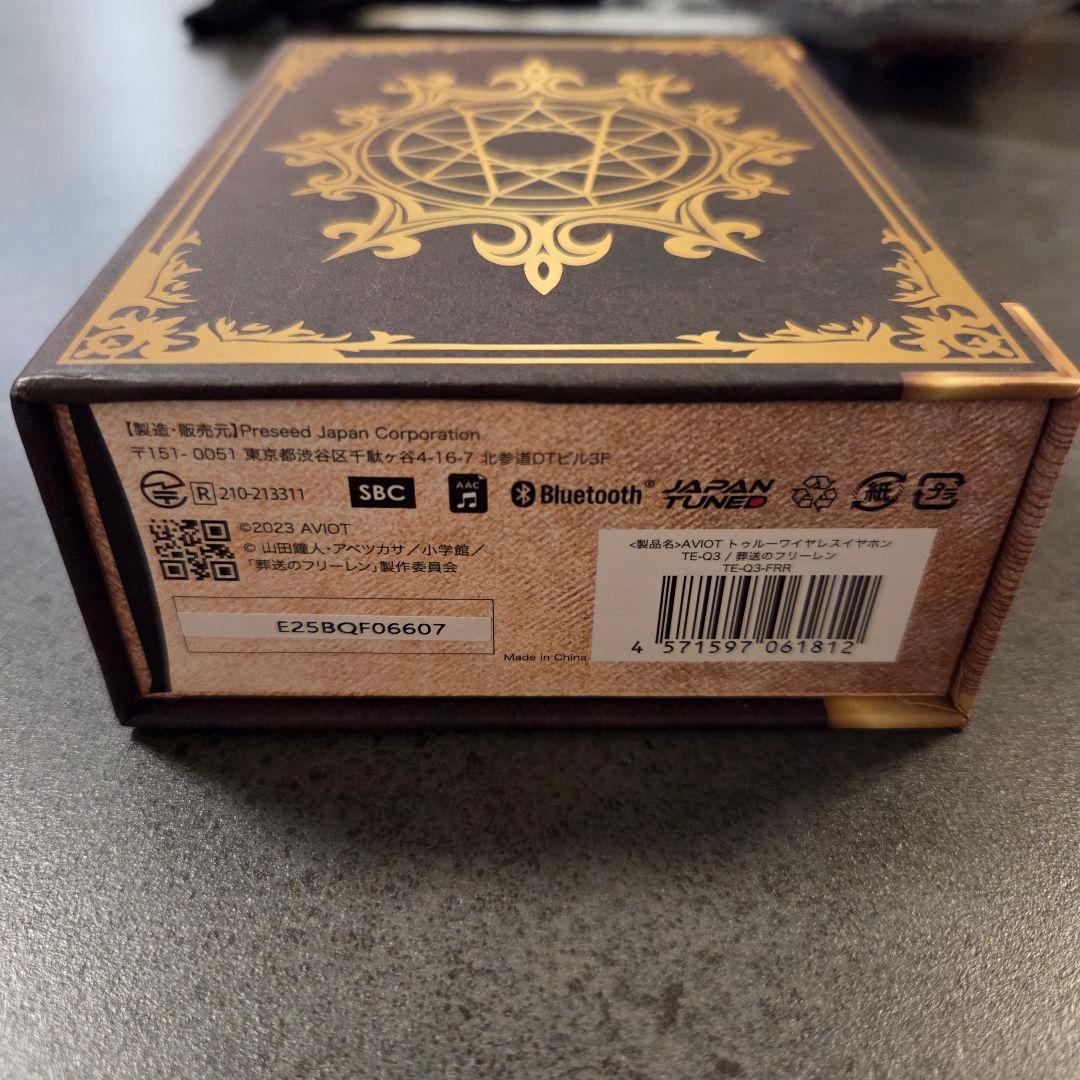 【製造・販売元】Preseed Japan Corporation
〒151- 0051 東京都渋谷区千駄ヶ谷4-16-7 北参道DTビル3F
R 210-213311 SBC AAC Bluetooth® JAPAN TUNED 紙 プラ
©2023 AVIOT
© 山田鐘人・アベツカサ／小学館／
「葬送のフリーレン」製作委員会
E25BQF06607
Made in China
<製品名>AVIOT トゥルーワイヤレスイヤホン
TE-Q3 / 葬送のフリーレン
TE-Q3-FRR
4 571597 061812